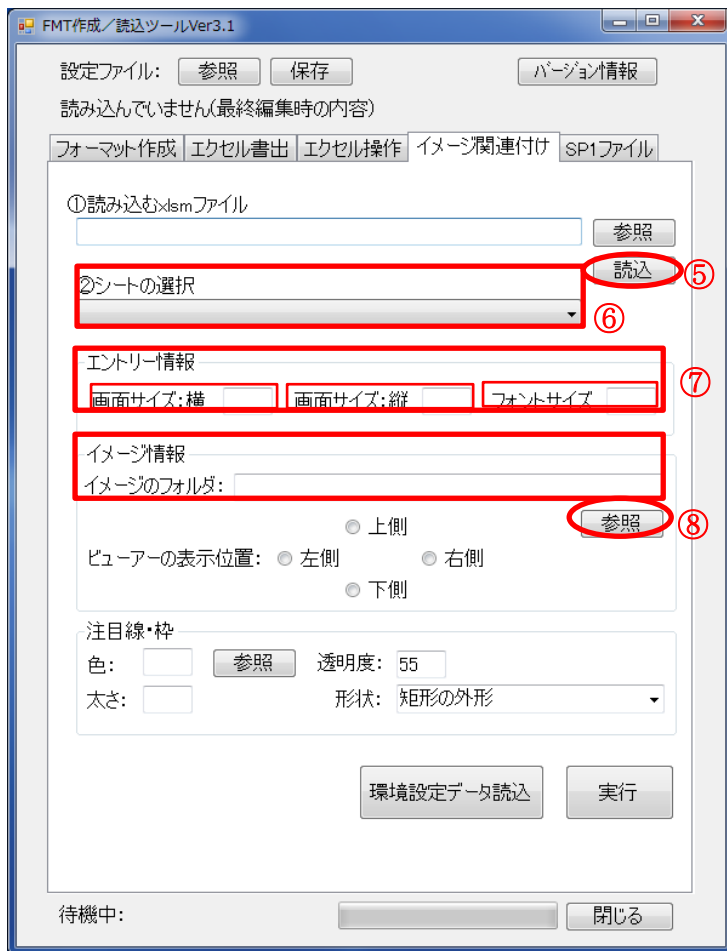 FMT作成／読込ツールVer3.1
設定ファイル: 参照 保存 バージョン情報
読み込んでいません(最終編集時の内容)
フォーマット作成 エクセル書出 エクセル操作 イメージ関連付け SP1ファイル
①読み込むxlsmファイル
参照
読込 ⑤
②シートの選択
⑥
エントリー情報
⑦
画面サイズ:横 画面サイズ:縦 フォントサイズ
イメージ情報
イメージのフォルダ:
参照 ⑧
上側
ビューアーの表示位置: 左側 右側
下側
注目線・枠
色: 参照 透明度: 55
太さ: 形状: 矩形の外形
環境設定データ読込 実行
待機中: 閉じる